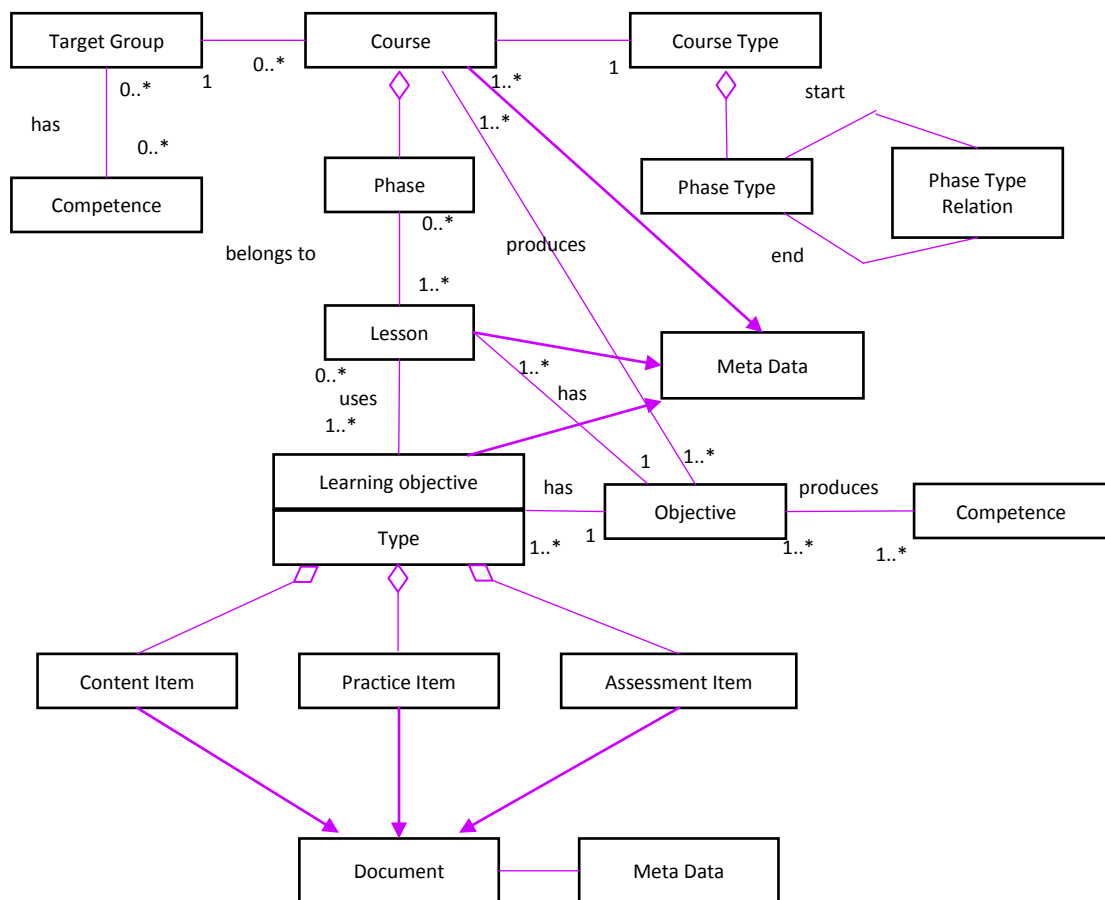 Target Group
Course
Course Type
1
0..*
0..*
1..*
1
start
has
1..*
0..*
Competence
Phase
Phase Type
Phase Type
Relation
0..*
belongs to
produces
end
1..*
Lesson
Meta Data
0..*
1..*
uses
has
1..*
Learning objective
1
1..*
has
produces
Objective
Competence
Type
1..*
1
1..*
1..*
Content Item
Practice Item
Assessment Item
Document
Meta Data